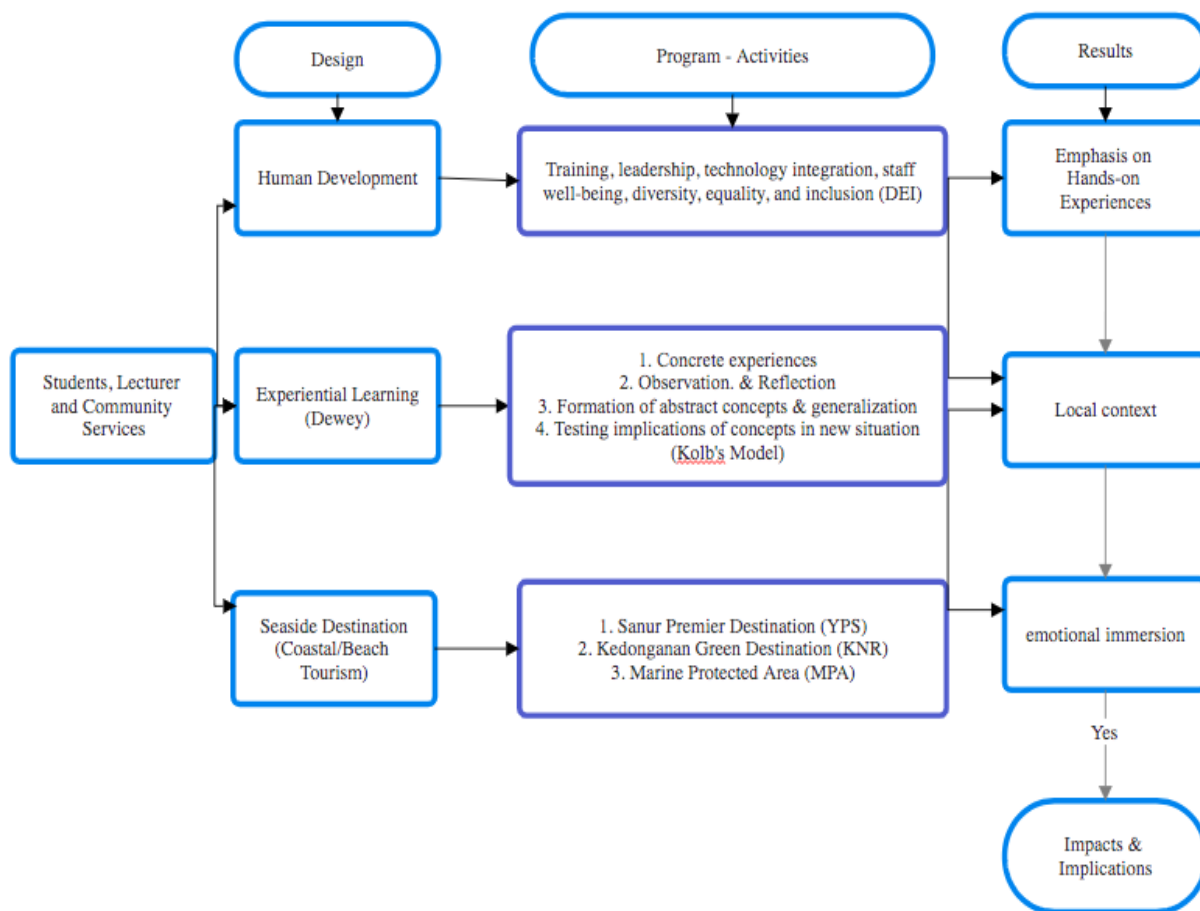 Design
Program - Activities
Results
Human Development
Training, leadership, technology integration, staff
well-being, diversity, equality, and inclusion (DEI)
Emphasis on
Hands-on
Experiences
Students, Lecturer
and Community
Services
Experiential Learning
(Dewey)
1. Concrete experiences
2. Observation. & Reflection
3. Formation of abstract concepts & generalization
4. Testing implications of concepts in new situation
(Kolb's Model)
Local context
Seaside Destination
(Coastal/Beach
Tourism)
1. Sanur Premier Destination (YPS)
2. Kedonganan Green Destination (KNR)
3. Marine Protected Area (MPA)
emotional immersion
Yes
Impacts &
Implications